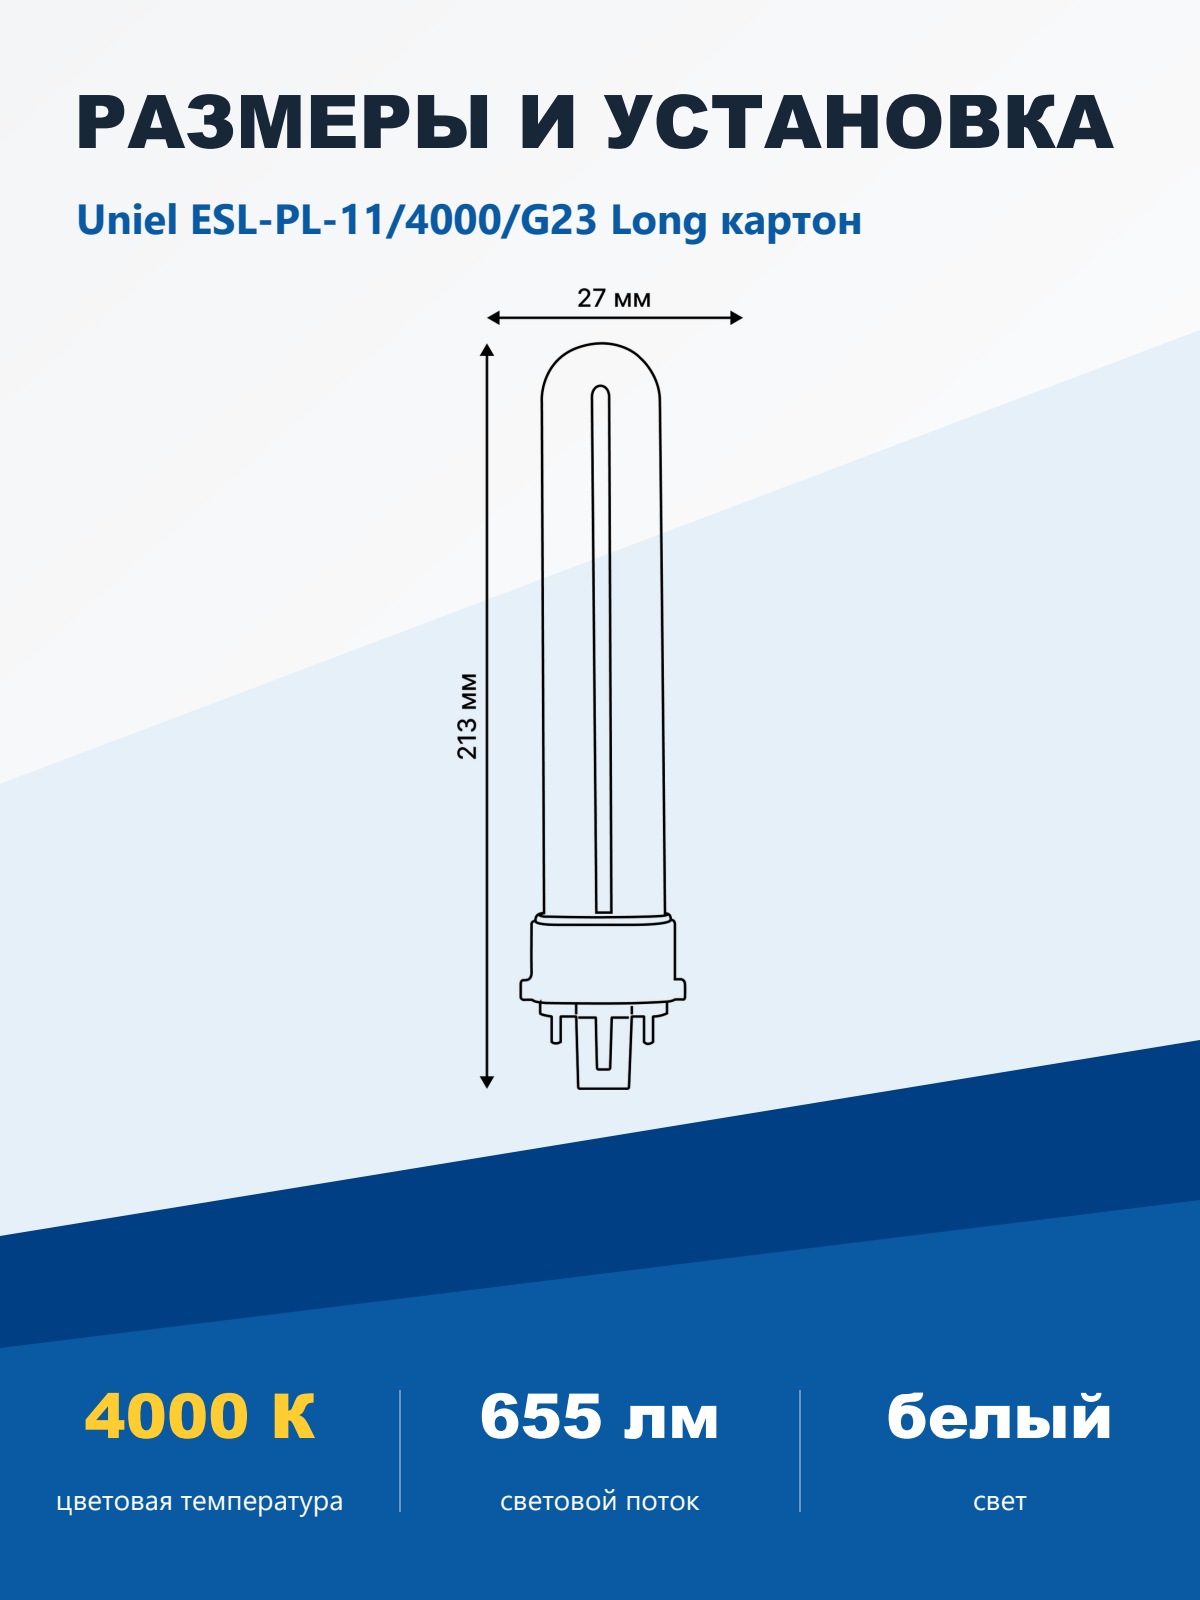 РАЗМЕРЫ И УСТАНОВКА
Uniel ESL-PL-11/4000/G23 Long картон
27 мм
213 мм
4000 К
655 лм
белый
цветовая температура
световой поток
свет